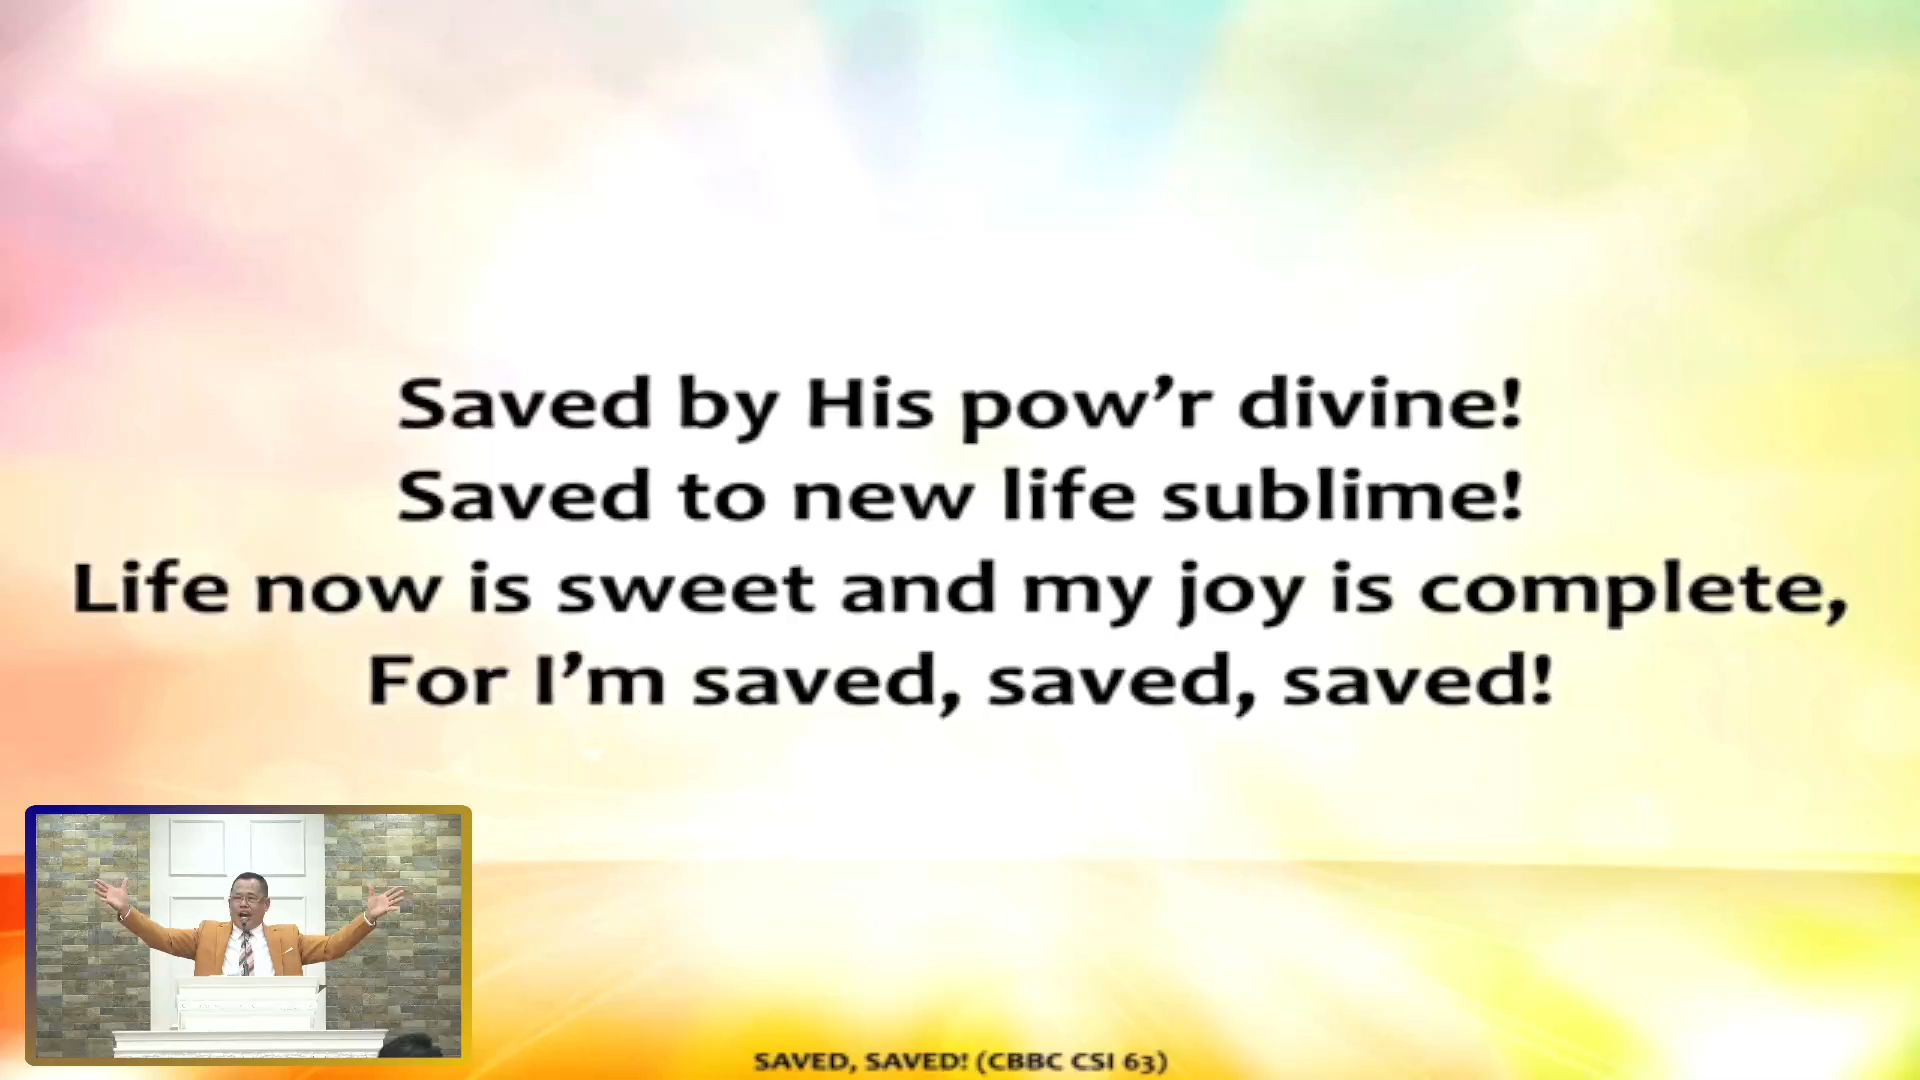 Saved by His pow’r divine!
Saved to new life sublime!
Life now is sweet and my joy is complete,
For I’m saved, saved, saved!
SAVED, SAVED! (CBBC CSI 63)